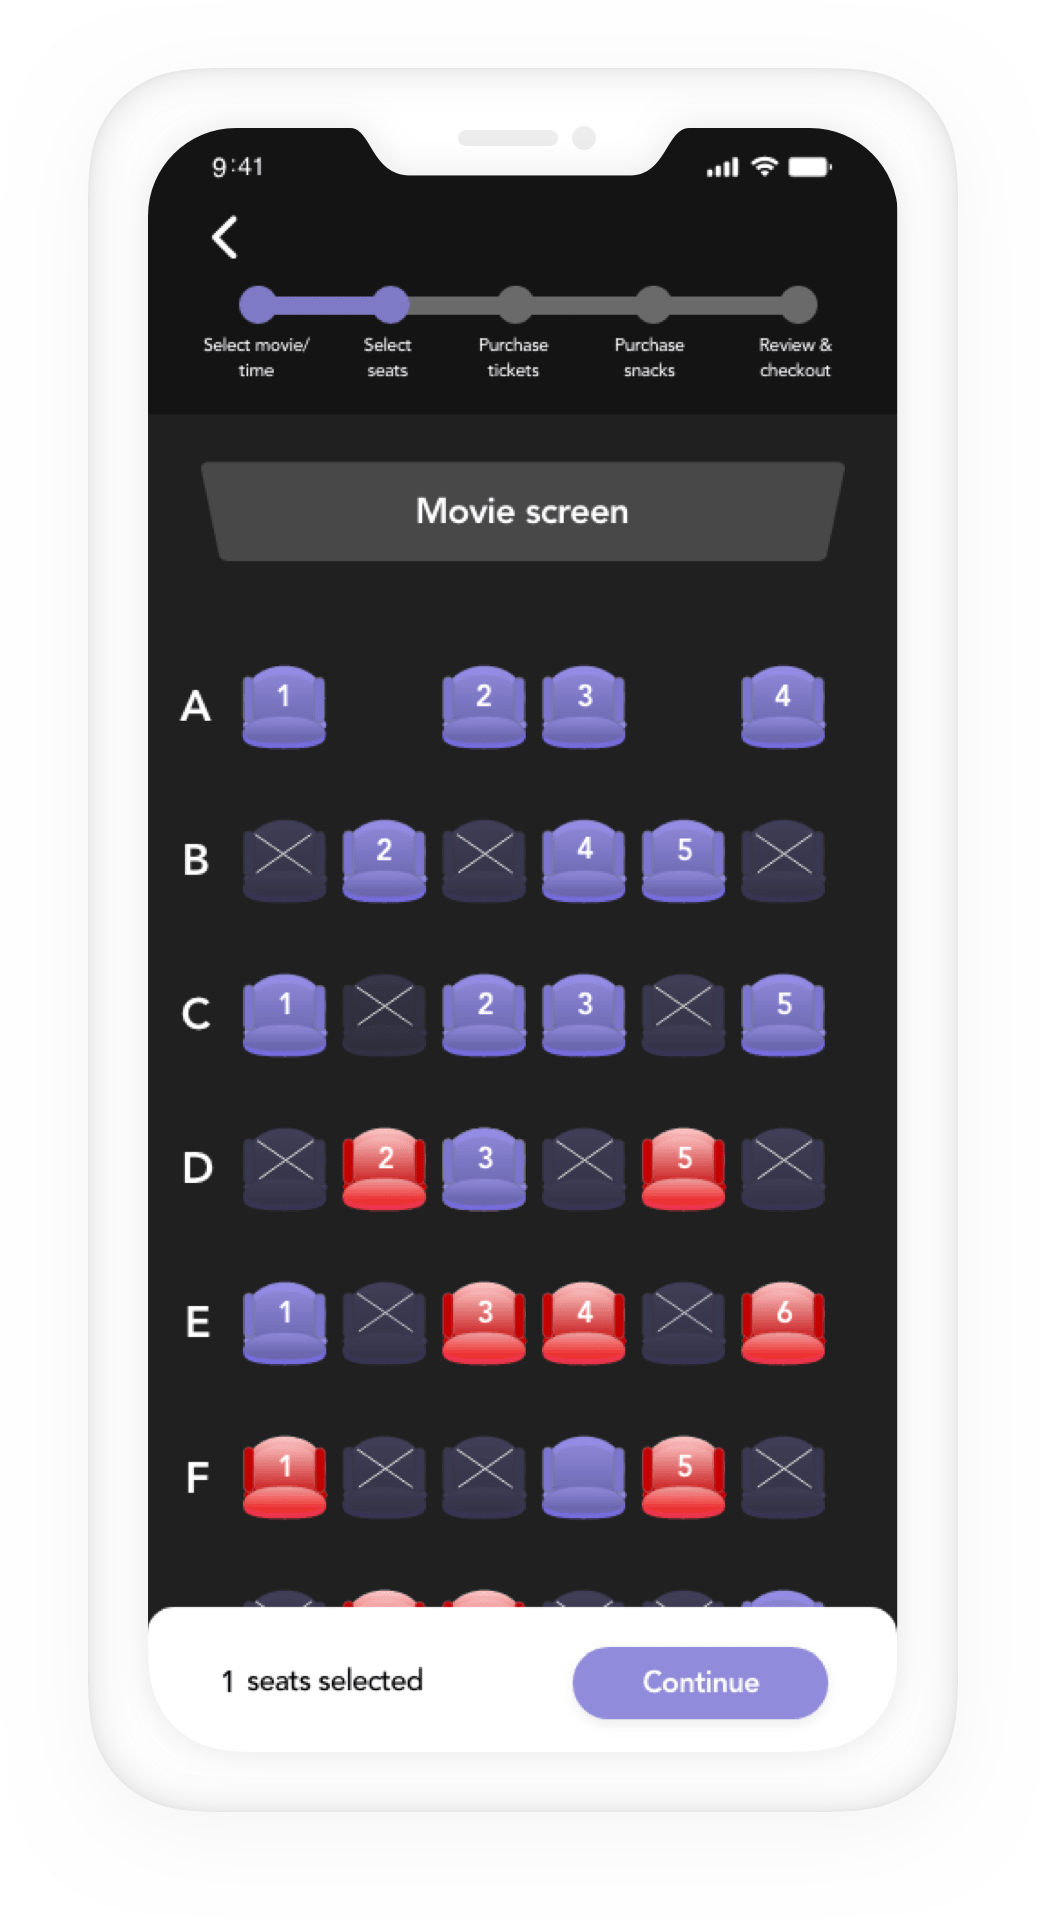 9:41
Select movie/ Select Purchase Purchase Review &
time seats tickets snacks checkout
Movie screen
A 1 2 3 4
B 2 4 5
C 1 2 3 5
D 2 3 5
E 1 3 4 6
F 1 5
1 seats selected Continue